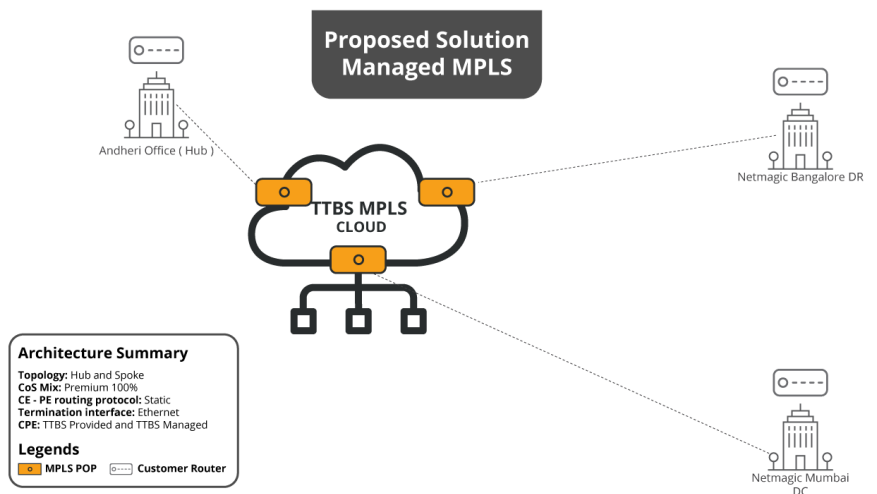 Proposed Solution
Managed MPLS
Andheri Office ( Hub )
Netmagic Bangalore DR
TTBS MPLS
CLOUD
Netmagic Mumbai
DC
Architecture Summary
Topology: Hub and Spoke
CoS Mix: Premium 100%
CE - PE routing protocol: Static
Termination interface: Ethernet
CPE: TTBS Provided and TTBS Managed
Legends
MPLS POP
Customer Router